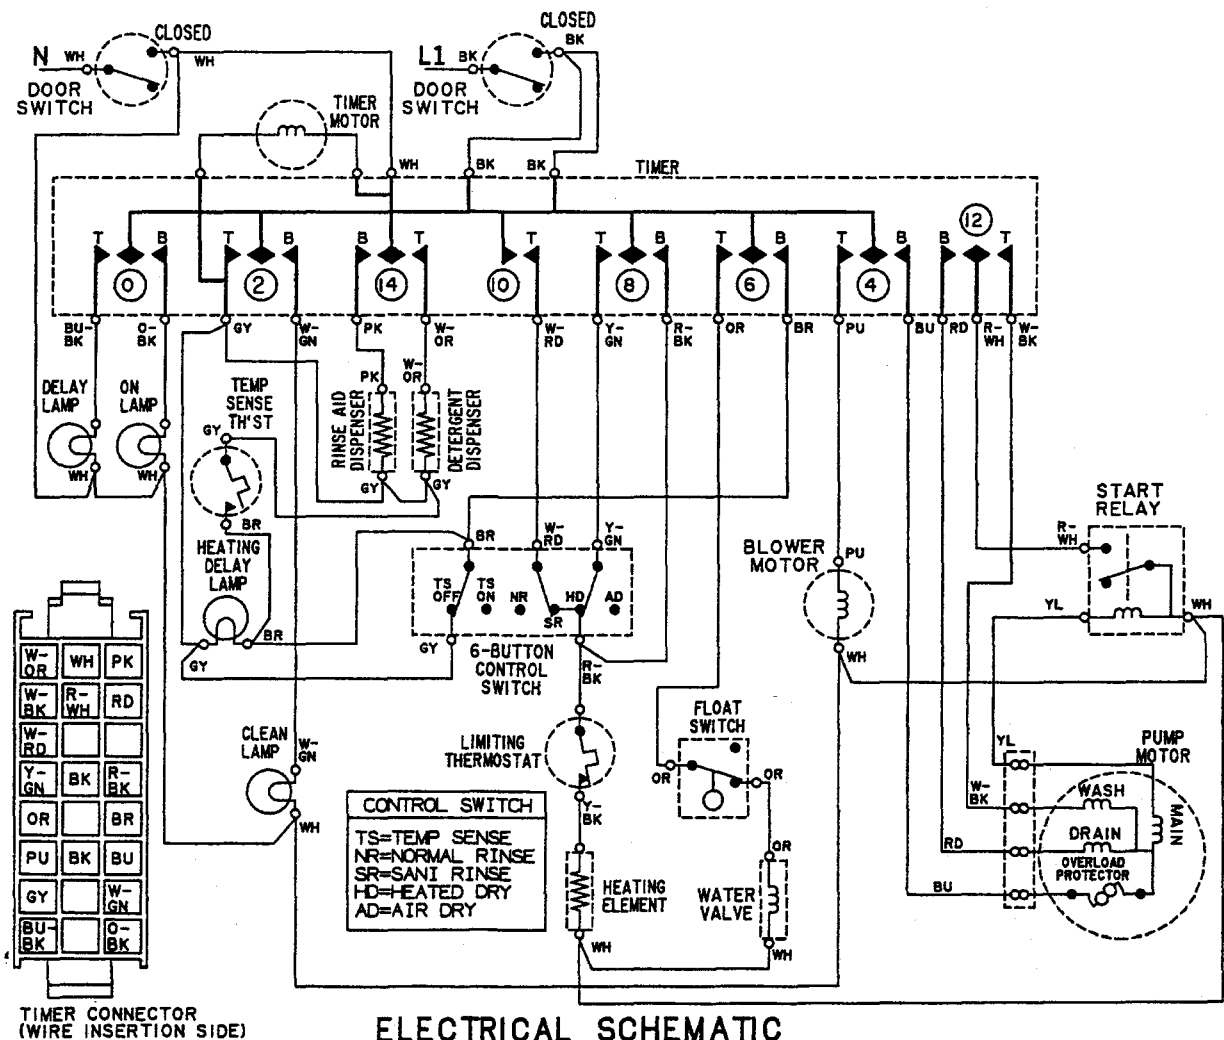 CLOSED
N
WH
WH
DOOR
SWITCH
CLOSED
L1
BK
BK
DOOR
SWITCH
TIMER
MOTOR
WH
BK
BK
TIMER
T
B
T
B
B
T
T
T
B
T
B
T
B
B
T
12
0
2
14
10
8
6
4
BU-
BK
O-
BK
GY
W-
GN
PK
W-
OR
W-
RD
Y-
GN
R-
BK
OR
BR
PU
BU
RD
R-
WH
W-
BK
DELAY
LAMP
ON
LAMP
WH
WH
TEMP
SENSE
TH'ST
GY
BR
PK
W-
OR
RINSE AID
DISPENSER
DETERGENT
DISPENSER
GY
GY
HEATING
DELAY
LAMP
GY
BR
BR
W-
RD
Y-
GN
TS
OFF
TS
ON
NR
SR
HD
AD
GY
6-BUTTON
CONTROL
SWITCH
R-
BK
BLOWER
MOTOR
PU
WH
START
RELAY
R-
WH
YL
WH
W-
OR
WH
PK
W-
BK
R-
WH
RD
W-
RD
Y-
GN
BK
R-
BK
OR
BR
PU
BK
BU
GY
W-
GN
BU-
BK
O-
BK
TIMER CONNECTOR
(WIRE INSERTION SIDE)
CLEAN
LAMP
W-
GN
WH
LIMITING
THERMOSTAT
Y-
BK
FLOAT
SWITCH
OR
OR
OR
CONTROL SWITCH
TS=TEMP SENSE
NR=NORMAL RINSE
SR=SANI RINSE
HD=HEATED DRY
AD=AIR DRY
HEATING
ELEMENT
WH
WATER
VALVE
WH
YL
PUMP
MOTOR
W-
BK
WASH
MAIN
RD
DRAIN
OVERLOAD
PROTECTOR
BU
ELECTRICAL SCHEMATIC